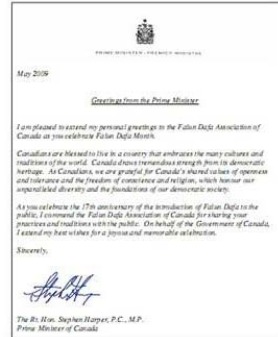 PRIME MINISTER - PREMIER MINISTRE
May 2009
Greetings from the Prime Minister
I am pleased to extend my personal greetings to the Falun Dafa Association of
Canada as you celebrate Falun Dafa Month.
Canadians are blessed to live in a country that embraces the many cultures and
traditions of the world. Canada draws tremendous strength from its democratic
heritage. As Canadians, we are grateful for Canada's shared values of openness
and tolerance and the freedom of conscience and religion, which honour our
unparalleled diversity and the foundations of our democratic society.
As you celebrate the 17th anniversary of the introduction of Falun Dafa to the
public, I commend the Falun Dafa Association of Canada for sharing your
practices and traditions with the public. On behalf of the Government of Canada,
I extend my best wishes for a joyous and memorable celebration.
Sincerely,
The Rt. Hon. Stephen Harper, P.C., M.P.
Prime Minister of Canada